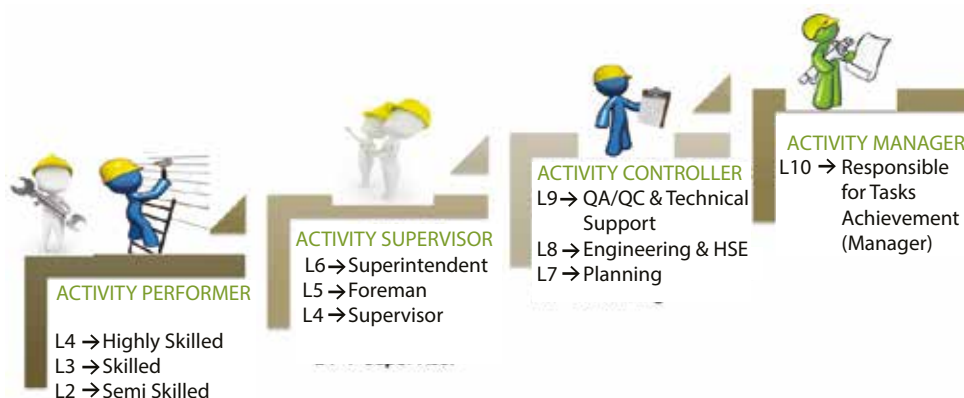 ACTIVITY PERFORMER
L4 → Highly Skilled
L3 → Skilled
L2 → Semi Skilled
ACTIVITY SUPERVISOR
L6 → Superintendent
L5 → Foreman
L4 → Supervisor
ACTIVITY CONTROLLER
L9 → QA/QC & Technical
Support
L8 → Engineering & HSE
L7 → Planning
ACTIVITY MANAGER
L10 → Responsible
for Tasks
Achievement
(Manager)